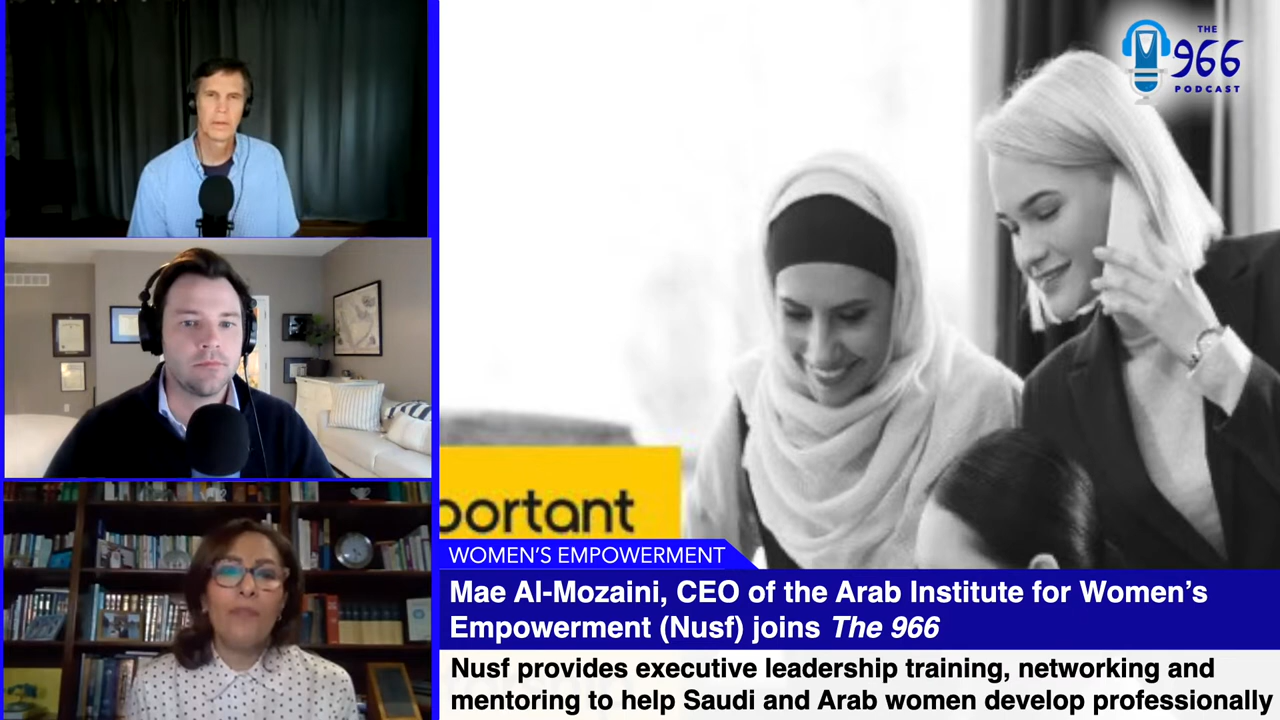 THE
966
PODCAST
portant
WOMEN'S EMPOWERMENT
Mae Al-Mozaini, CEO of the Arab Institute for Women's
Empowerment (Nusf) joins The 966
Nusf provides executive leadership training, networking and
mentoring to help Saudi and Arab women develop professionally